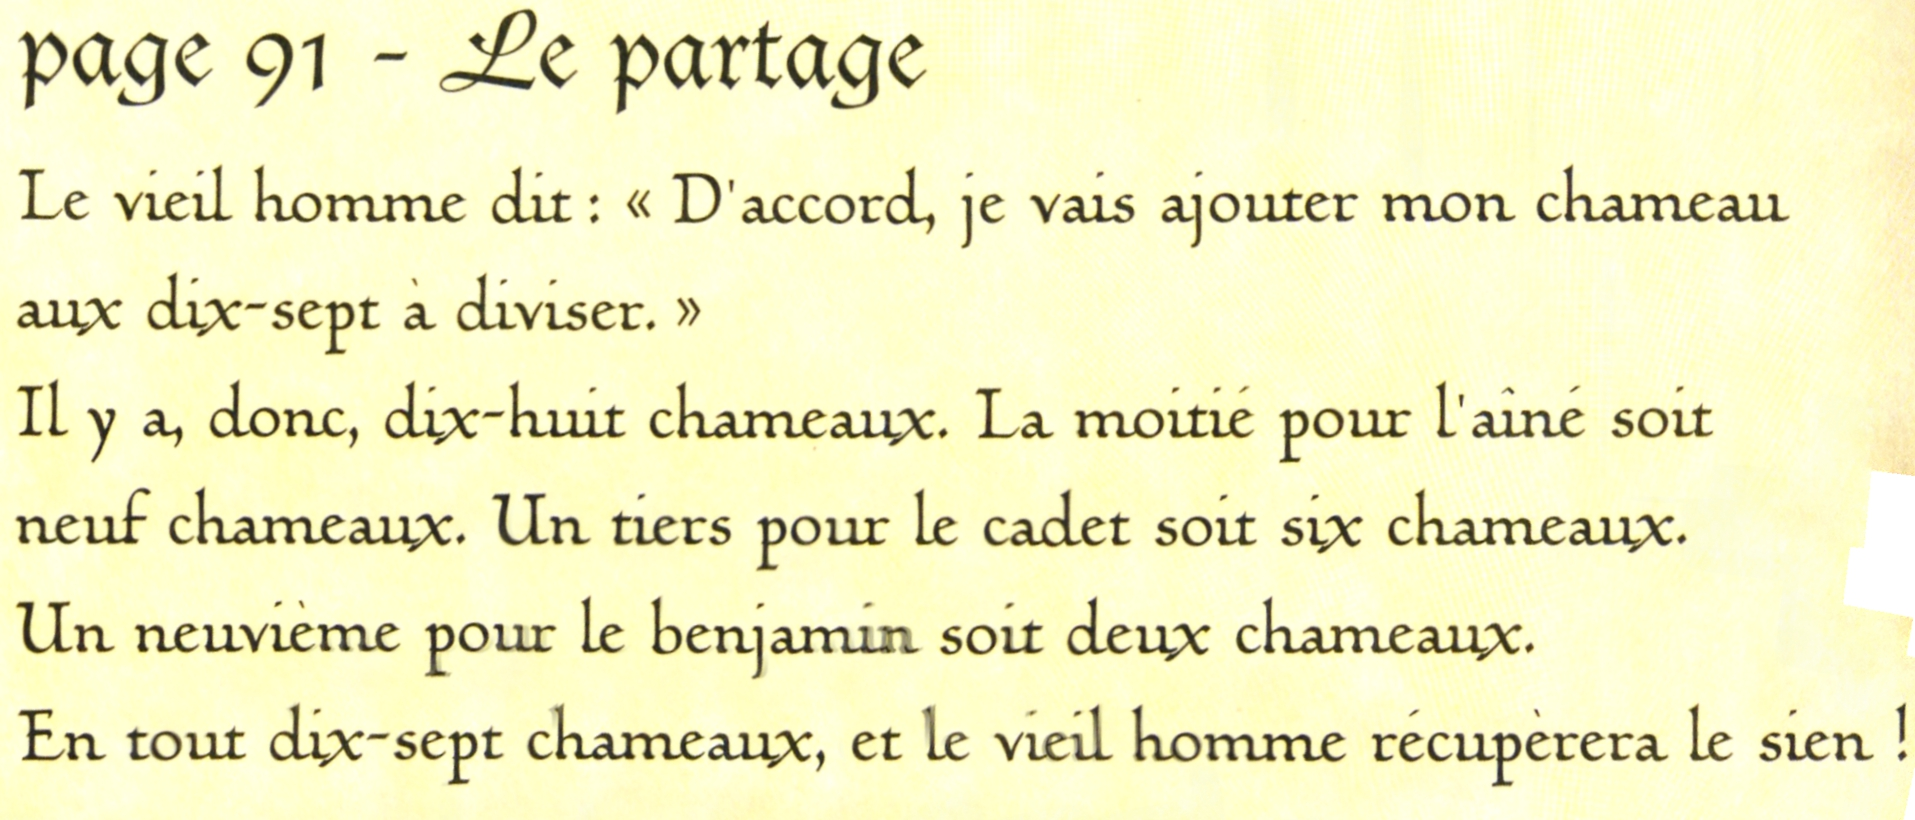 page 91 - Le partage
Le vieil homme dit : « D'accord, je vais ajouter mon chameau
aux dix-sept à diviser. »
Il y a, donc, dix-huit chameaux. La moitié pour l'aîné soit
neuf chameaux. Un tiers pour le cadet soit six chameaux.
Un neuvième pour le benjamin soit deux chameaux.
En tout dix-sept chameaux, et le vieil homme récupèrera le sien !